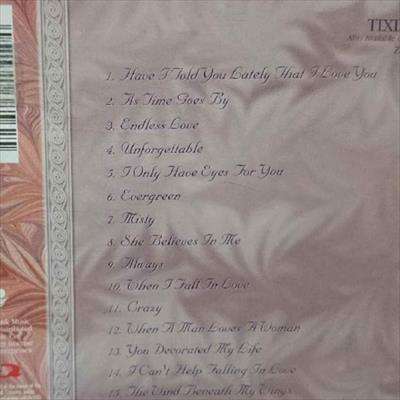 TIXI
Also Available
1. Have I Told You Lately That I Love You
2. As Time Goes By
3. Endless Love
4. Unforgettable
5. I Only Have Eyes For You
6. Evergreen
7. Misty
8. She Believes In Me
9. Always
10. When I Fall In Love
11. Crazy
12. When A Man Loves A Woman
13. You Decorated My Life
14. I Can't Help Falling In Love
15. The Wind Beneath My Wings